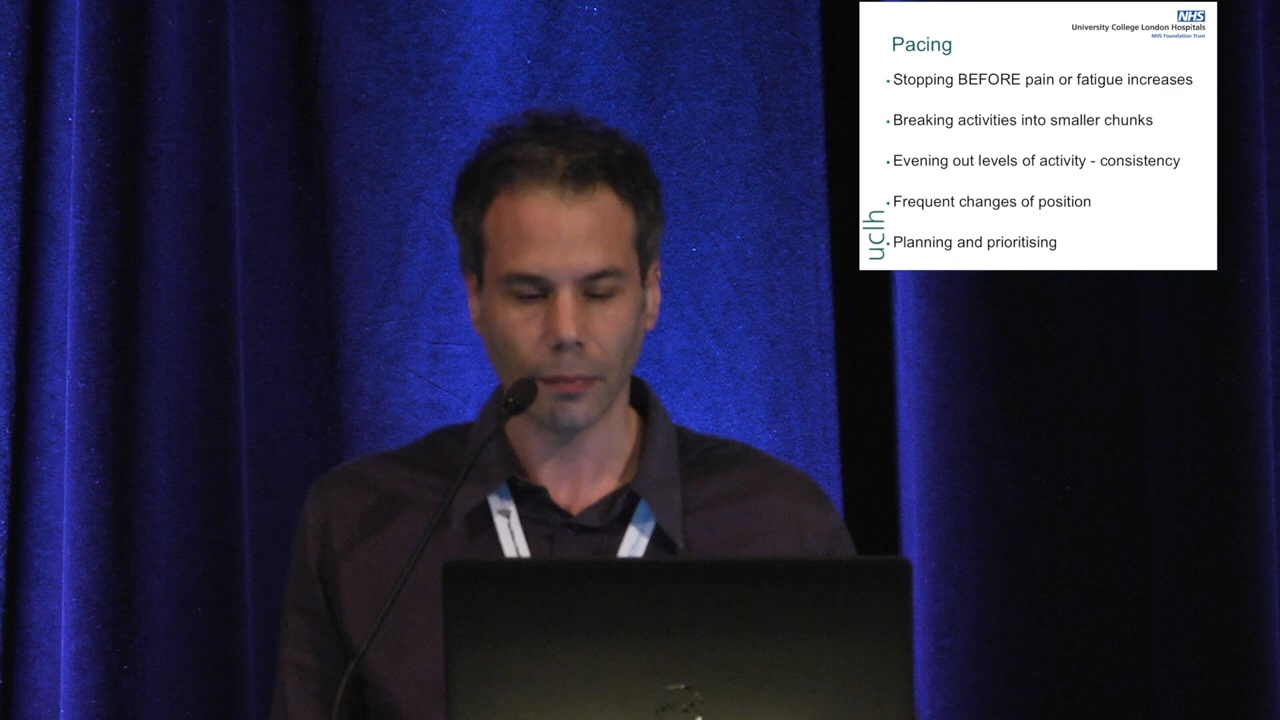 NHS
University College London Hospitals
NHS Foundation Trust
Pacing
• Stopping BEFORE pain or fatigue increases
• Breaking activities into smaller chunks
• Evening out levels of activity - consistency
• Frequent changes of position
• Planning and prioritising
uclh